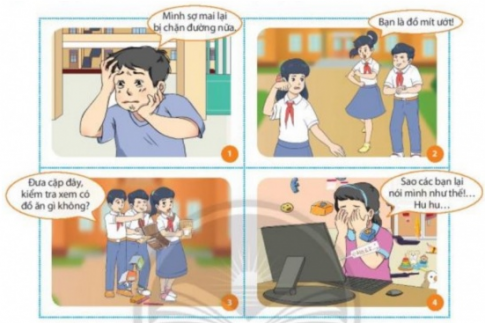 Mình sợ mai lại
bị chặn đường nữa.
1
Bạn là đồ mít ướt!
2
Đưa cặp đây,
kiểm tra xem có
đồ ăn gì không?
3
Sao các bạn lại
nói mình như thế!...
Hu hu...
4